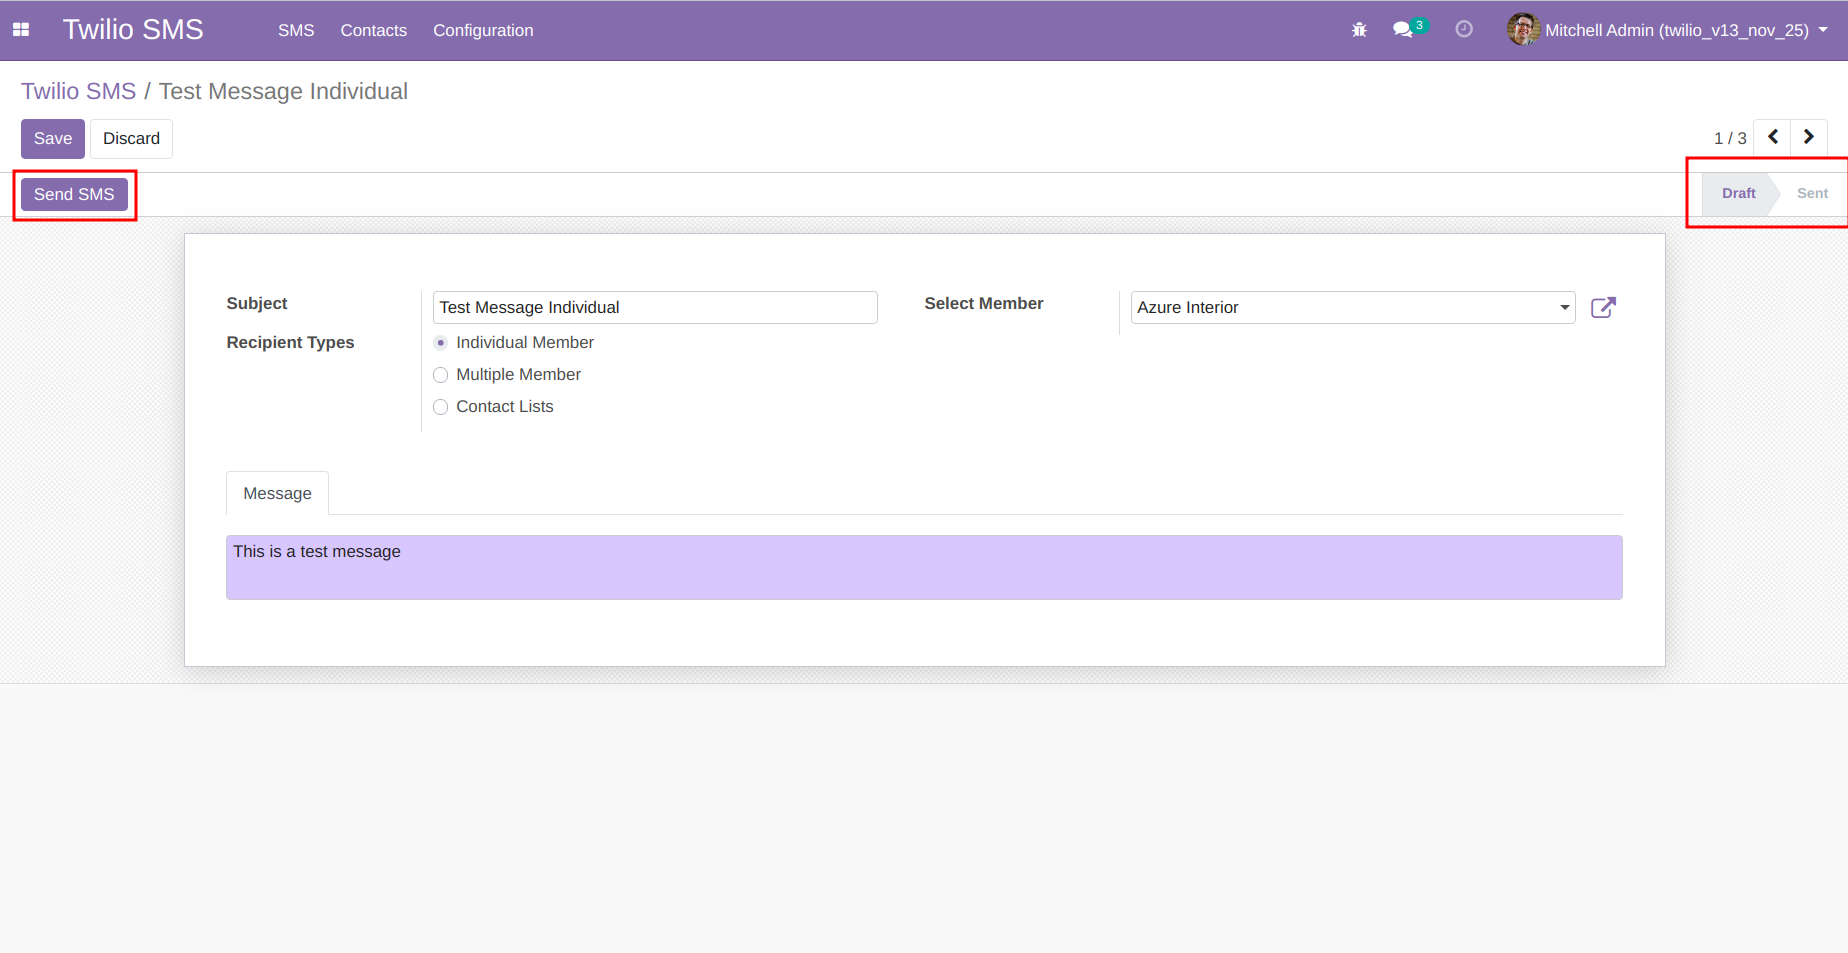 Twilio SMS SMS Contacts Configuration 3 Mitchell Admin (twilio_v13_nov_25)
Twilio SMS / Test Message Individual
Save Discard 1 / 3
Send SMS Draft Sent
Subject Test Message Individual Select Member Azure Interior
Recipient Types Individual Member
Multiple Member
Contact Lists
Message
This is a test message